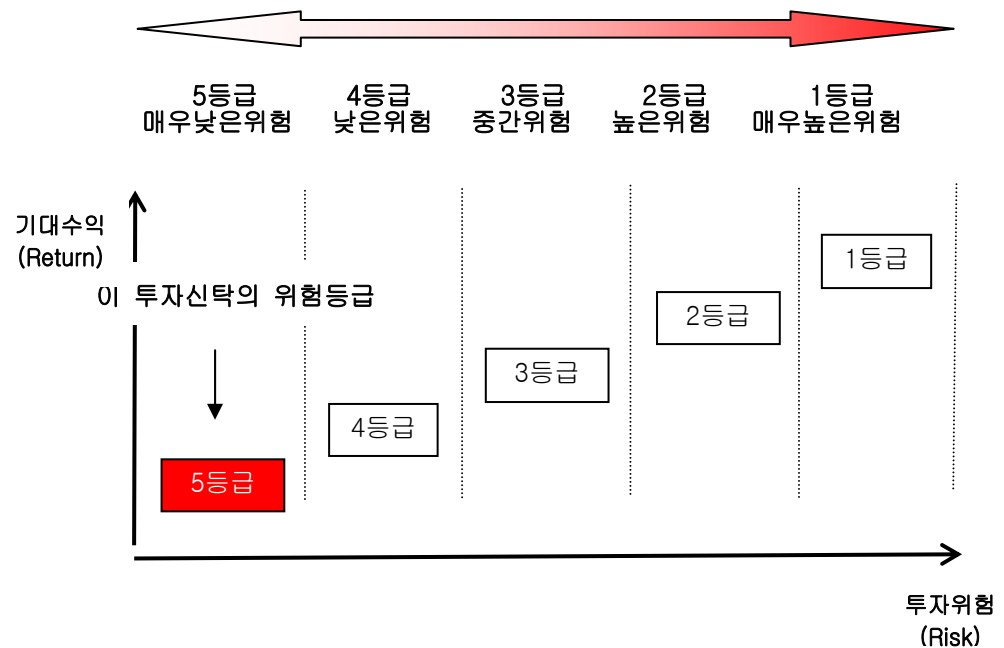 5등급 4등급 3등급 2등급 1등급
매우낮은위험 낮은위험 중간위험 높은위험 매우높은위험
기대수익
(Return)
1등급
이 투자신탁의 위험등급
2등급
3등급
4등급
5등급
투자위험
(Risk)